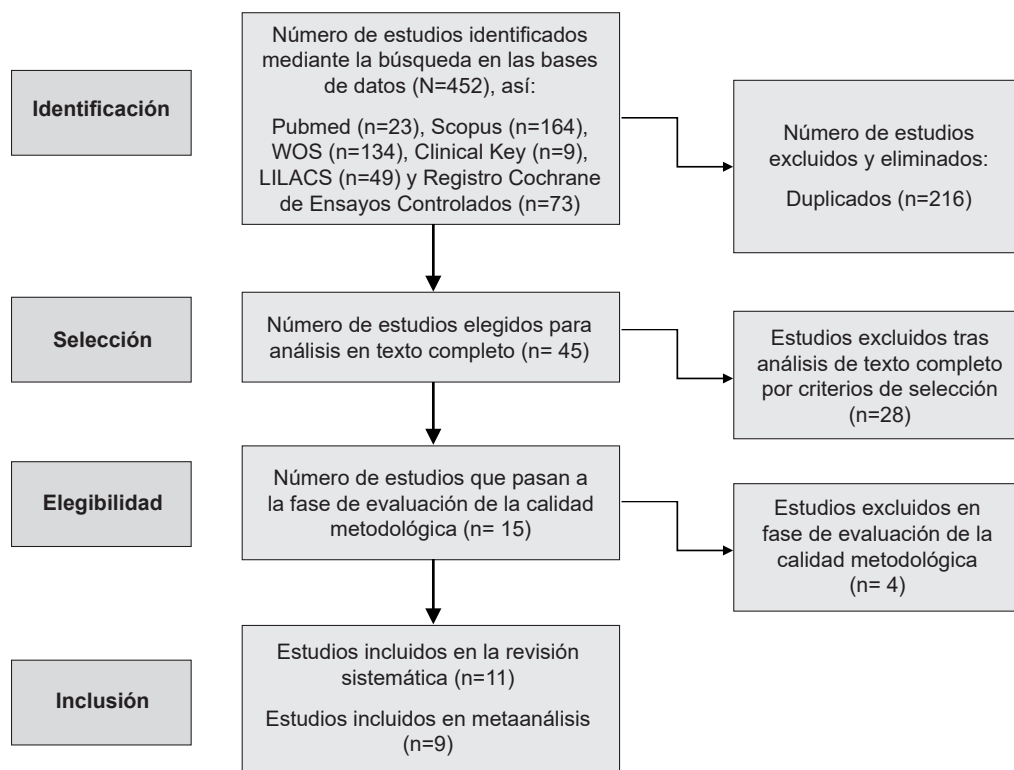 Identificación
Número de estudios identificados
mediante la búsqueda en las bases
de datos (N=452), así:
Pubmed (n=23), Scopus (n=164),
WOS (n=134), Clinical Key (n=9),
LILACS (n=49) y Registro Cochrane
de Ensayos Controlados (n=73)
Número de estudios
excluidos y eliminados:
Duplicados (n=216)
Selección
Número de estudios elegidos para
análisis en texto completo (n= 45)
Estudios excluidos tras
análisis de texto completo
por criterios de selección
(n=28)
Elegibilidad
Número de estudios que pasan a
la fase de evaluación de la calidad
metodológica (n= 15)
Estudios excluidos en
fase de evaluación de la
calidad metodológica
(n= 4)
Inclusión
Estudios incluidos en la revisión
sistemática (n=11)
Estudios incluidos en metaanálisis
(n=9)